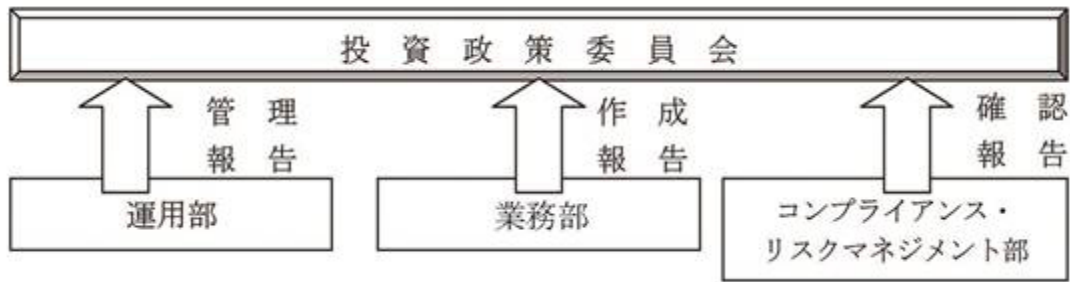 投資政策委員会
管理
報告
作成
報告
確認
報告
運用部
業務部
コンプライアンス・
リスクマネジメント部